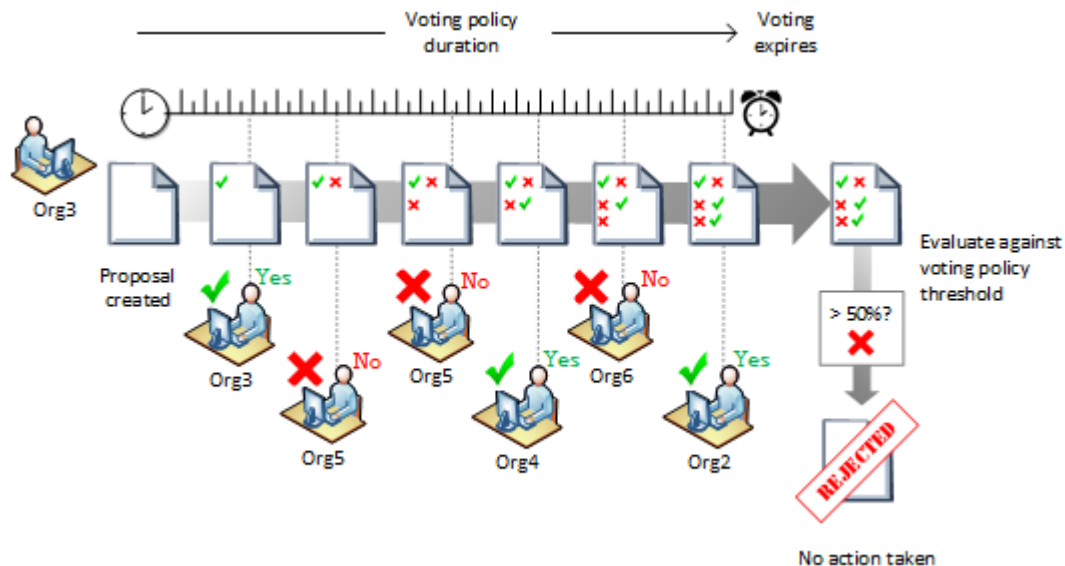 Voting policy
duration
Voting
expires
Org3
Proposal
created
Yes
Org3
No
Org5
No
Org5
Yes
Org4
No
Org6
Yes
Org2
Evaluate against
voting policy
threshold
> 50%?
REJECTED
No action taken